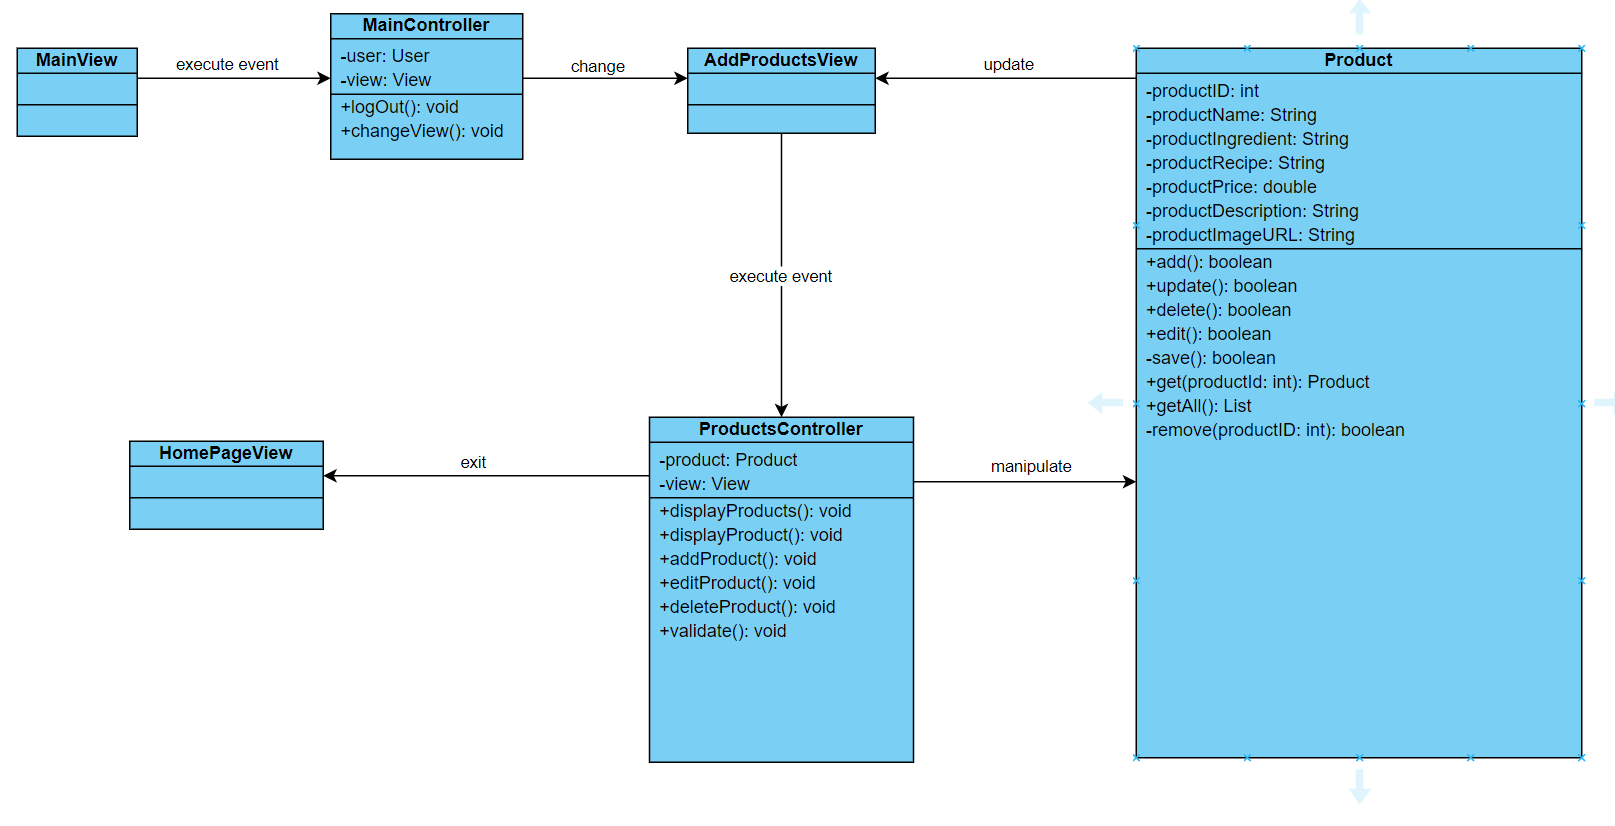 MainView
execute event
MainController
-user: User
-view: View
+logOut(): void
+changeView(): void
change
AddProductsView
update
Product
-productID: int
-productName: String
-productIngredient: String
-productRecipe: String
-productPrice: double
-productDescription: String
-productImageURL: String
+add(): boolean
+update(): boolean
+delete(): boolean
+edit(): boolean
-save(): boolean
+get(productId: int): Product
+getAll(): List
-remove(productID: int): boolean
execute event
HomePageView
exit
ProductsController
-product: Product
-view: View
+displayProducts(): void
+displayProduct(): void
+addProduct(): void
+editProduct(): void
+deleteProduct(): void
+validate(): void
manipulate